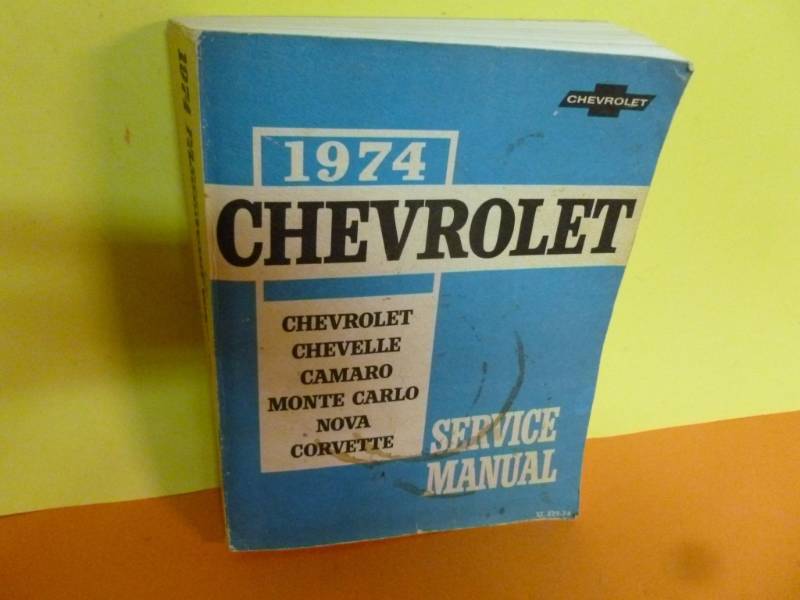 CHEVROLET
1974
CHEVROLET
CHEVROLET
CHEVELLE
CAMARO
MONTE CARLO
NOVA
CORVETTE
SERVICE
MANUAL
1974